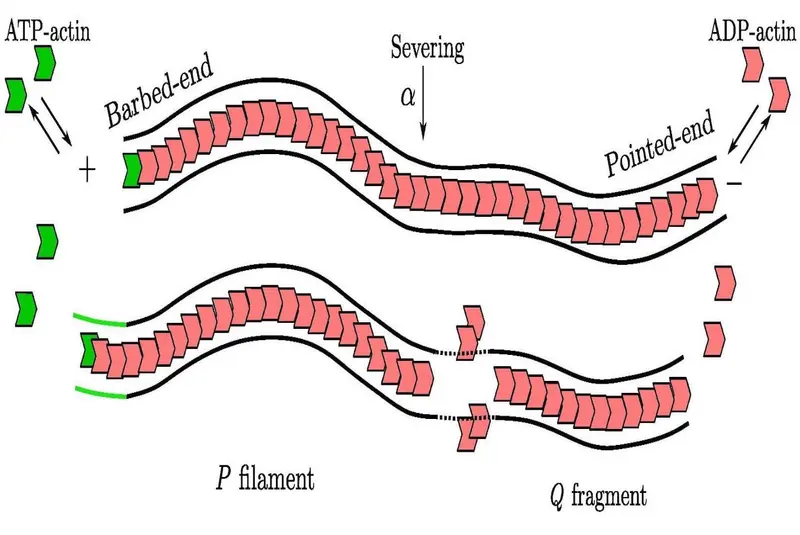 ATP-actin
ADP-actin
Severing
α
Barbed-end
Pointed-end
+
−
P filament
Q fragment